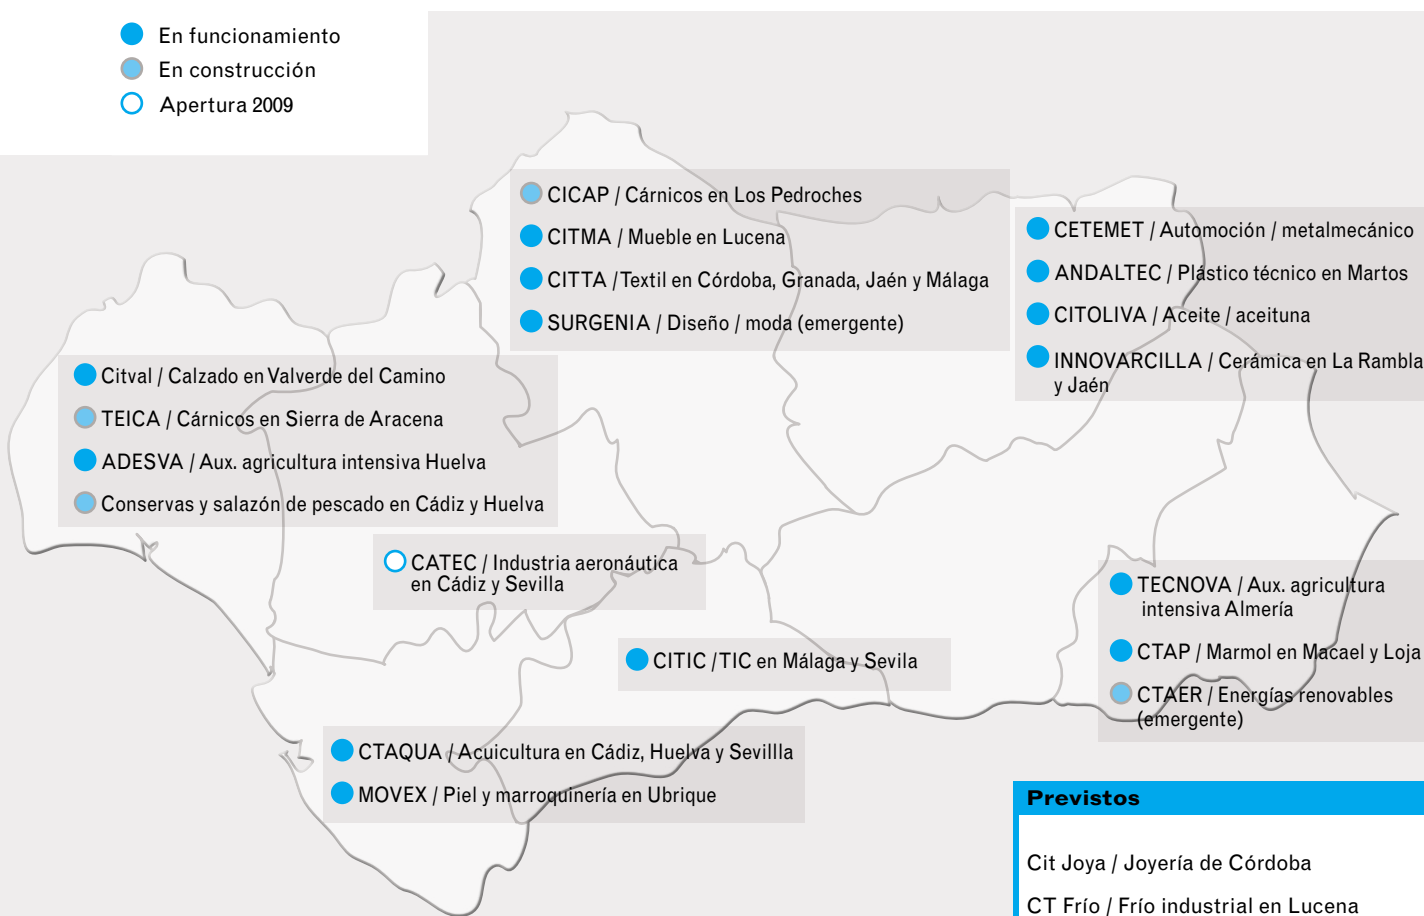 En funcionamiento
En construcción
Apertura 2009
CICAP / Cárnicos en Los Pedroches
CITMA / Mueble en Lucena
CITTA / Textil en Córdoba, Granada, Jaén y Málaga
SURGENIA / Diseño / moda (emergente)
CETEMET / Automoción / metalmecánico
ANDALTEC / Plástico técnico en Martos
CITOLIVA / Aceite / aceituna
INNOVARCILLA / Cerámica en La Rambla
y Jaén
Citval / Calzado en Valverde del Camino
TEICA / Cárnicos en Sierra de Aracena
ADESVA / Aux. agricultura intensiva Huelva
Conservas y salazón de pescado en Cádiz y Huelva
CATEC / Industria aeronáutica
en Cádiz y Sevilla
CITIC / TIC en Málaga y Sevila
TECNOVA / Aux. agricultura
intensiva Almería
CTAP / Marmol en Macael y Loja
CTAER / Energías renovables
(emergente)
CTAQUA / Acuicultura en Cádiz, Huelva y Sevillla
MOVEX / Piel y marroquinería en Ubrique
Previstos
Cit Joya / Joyería de Córdoba
CT Frío / Frío industrial en Lucena